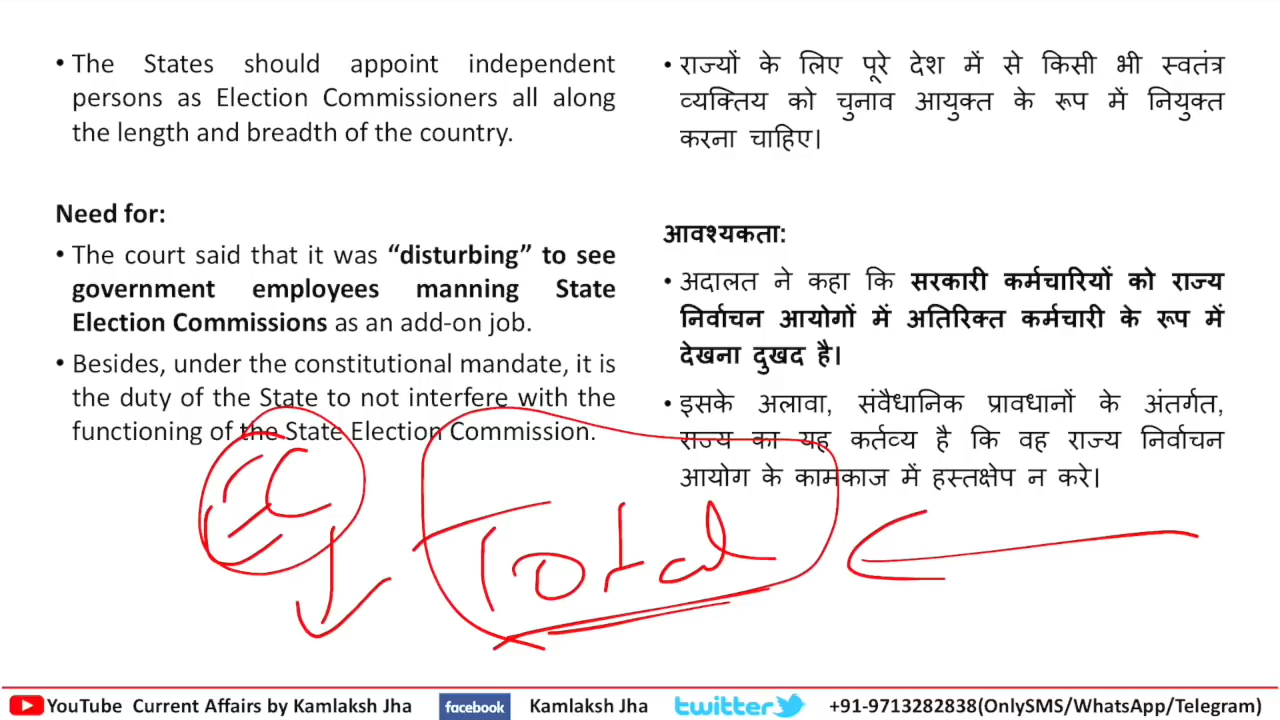 • The States should appoint independent
persons as Election Commissioners all along
the length and breadth of the country.
Need for:
• The court said that it was “disturbing” to see
government employees manning State
Election Commissions as an add-on job.
• Besides, under the constitutional mandate, it is
the duty of the State to not interfere with the
functioning of the State Election Commission.
• राज्यों के लिए पूरे देश में से किसी भी स्वतंत्र
व्यक्तिय को चुनाव आयुक्त के रूप में नियुक्त
करना चाहिए।
आवश्यकता:
• अदालत ने कहा कि सरकारी कर्मचारियों को राज्य
निर्वाचन आयोगों में अतिरिक्त कर्मचारी के रूप में
देखना दुखद है।
• इसके अलावा, संवैधानिक प्रावधानों के अंतर्गत,
राज्य का यह कर्तव्य है कि वह राज्य निर्वाचन
आयोग के कामकाज में हस्तक्षेप न करे।
Total
YouTube Current Affairs by Kamlaksh Jha facebook Kamlaksh Jha twitter +91-9713282838(OnlySMS/WhatsApp/Telegram)